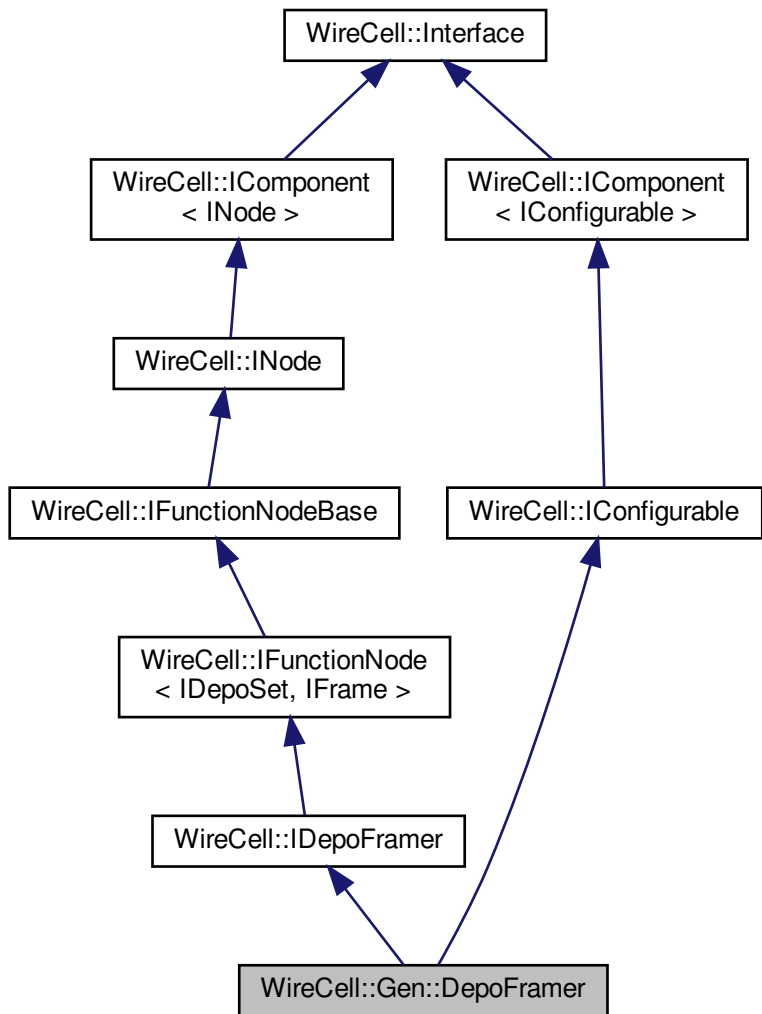 WireCell::Interface
WireCell::IComponent
< INode >
WireCell::IComponent
< IConfigurable >
WireCell::INode
WireCell::IFunctionNodeBase
WireCell::IConfigurable
WireCell::IFunctionNode
< IDepoSet, IFrame >
WireCell::IDepoFramer
WireCell::Gen::DepoFramer